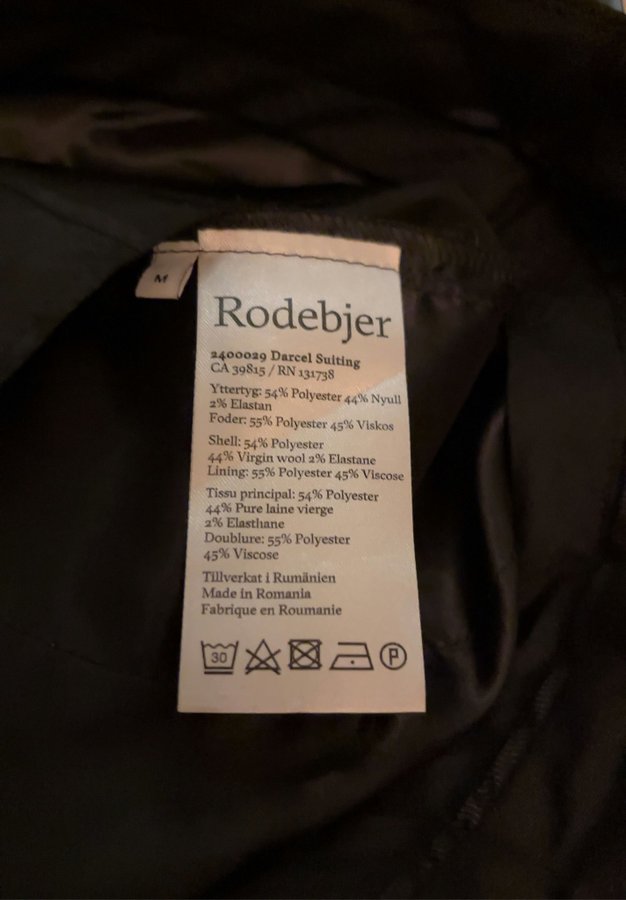 M
Rodebjer
2400029 Darcel Suiting
CA 39815 / RN 131738
Yttertyg: 54% Polyester 44% Nyull
2% Elastan
Foder: 55% Polyester 45% Viskos
Shell: 54% Polyester
44% Virgin wool 2% Elastane
Lining: 55% Polyester 45% Viscose
Tissu principal: 54% Polyester
44% Pure laine vierge
2% Elasthane
Doublure: 55% Polyester
45% Viscose
Tillverkat i Rumänien
Made in Romania
Fabrique en Roumanie
30 P